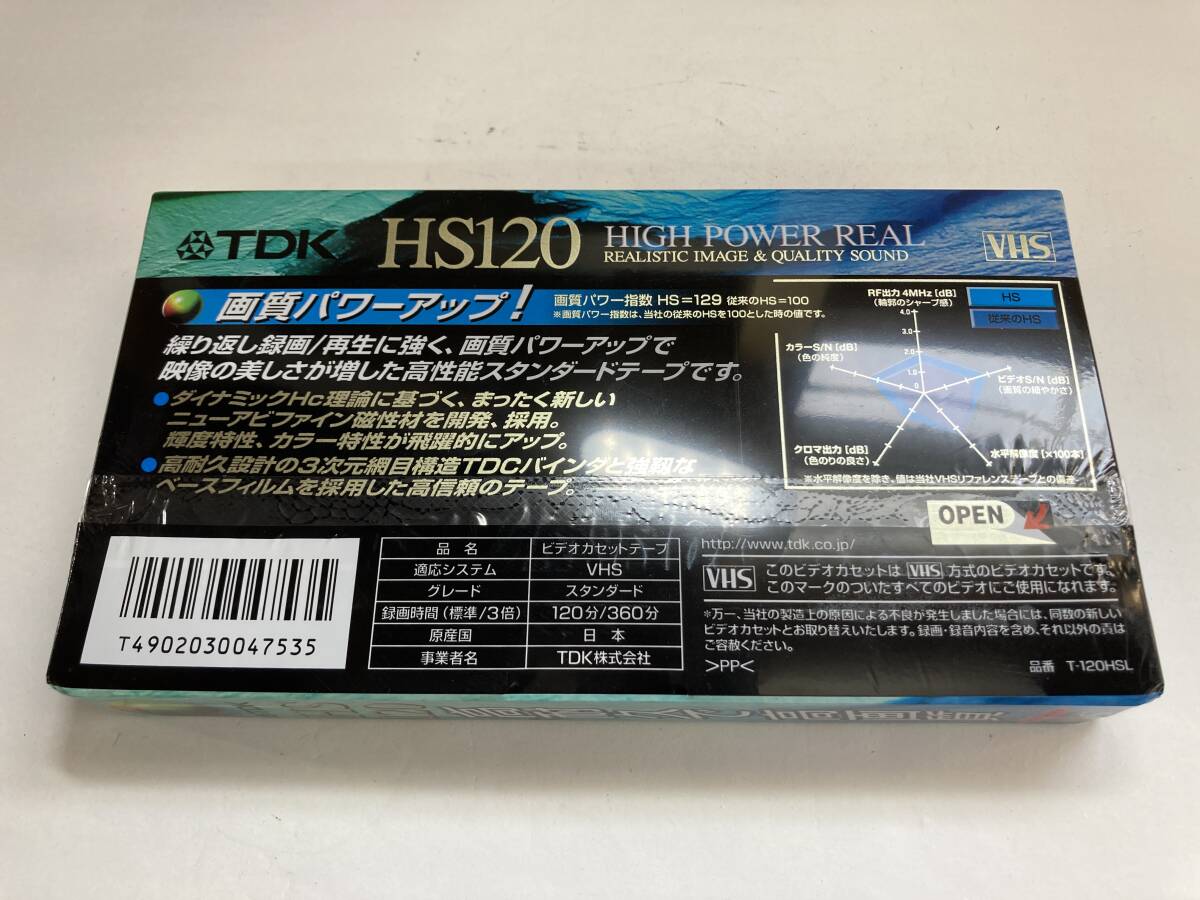 TDK HS120 HIGH POWER REAL
REALISTIC IMAGE & QUALITY SOUND
VHS
画質パワーアップ!
画質パワー指数 HS=129 従来のHS=100
※画質パワー指数は、当社の従来のHSを100とした時の値です。
繰り返し録画/再生に強く、画質パワーアップで
映像の美しさが増した高性能スタンダードテープです。
●ダイナミックHc理論に基づく、まったく新しい
ニューアビファイン磁性材を開発、採用。
輝度特性、カラー特性が飛躍的にアップ。
●高耐久設計の3次元網目構造TDCバインダと強靱な
ベースフィルムを採用した高信頼のテープ。
RF出力 4MHz [dB]
(輪郭のシャープ感)
HS
従来のHS
4.0
3.0
2.0
1.0
0
カラーS/N [dB]
(色の純度)
ビデオS/N [dB]
(画質の細やかさ)
クロマ出力 [dB]
(色のりの良さ)
水平解像度 [×100本]
※水平解像度を除き、値は当社VHSリファレンステープとの偏差
OPEN
T4902030047535
品 名 ビデオカセットテープ
適応システム VHS
グレード スタンダード
録画時間 (標準/3倍) 120分/360分
原産国 日 本
事業者名 TDK株式会社
http://www.tdk.co.jp/
VHS このビデオカセットは VHS 方式のビデオカセットです。
このマークのついたすべてのビデオにご使用になれます。
※万一、当社の製造上の原因による不良が発生しました場合には、同数の新しい
ビデオカセットとお取り替えいたします。録画・録音内容を含め、それ以外の責は
ご容赦ください。
>PP<
品番 T-120HSL